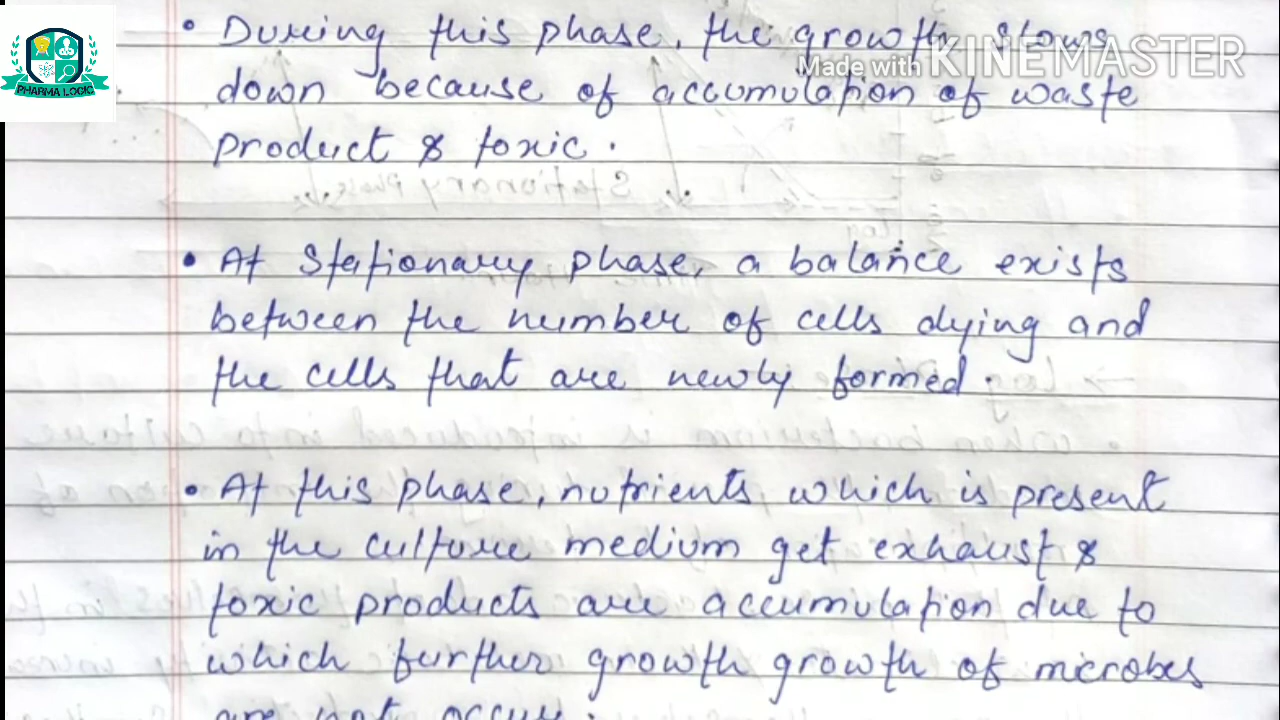 PHARMA LOGIC
Made with KINEMASTER
• During this phase, the growth slows
down because of accumulation of waste
product & toxic.
• At Stationary phase, a balance exists
between the number of cells dying and
the cells that are newly formed.
• At this phase, nutrients which is present
in the culture medium get exhaust &
toxic products are accumulation due to
which further growth growth of microbes
are not occur.